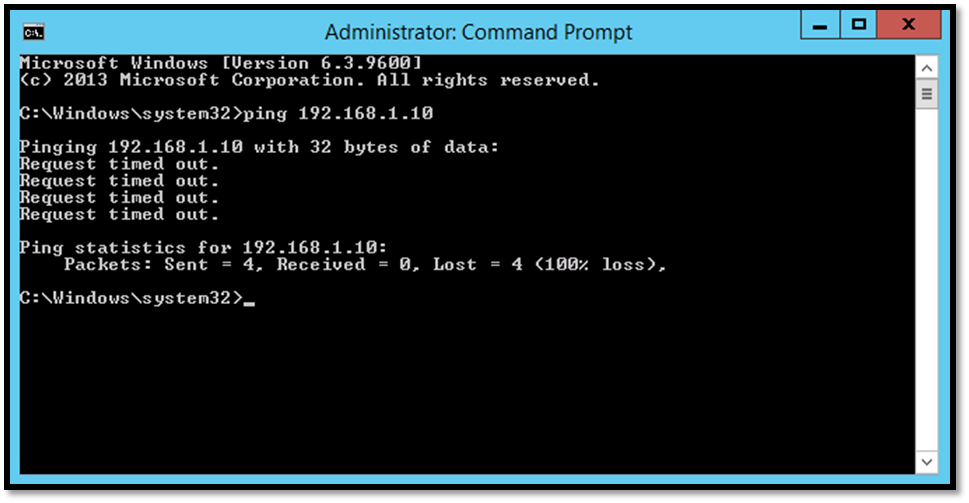 Administrator: Command Prompt
Microsoft Windows [Version 6.3.9600]
(c) 2013 Microsoft Corporation. All rights reserved.
C:\Windows\system32>ping 192.168.1.10
Pinging 192.168.1.10 with 32 bytes of data:
Request timed out.
Request timed out.
Request timed out.
Request timed out.
Ping statistics for 192.168.1.10:
    Packets: Sent = 4, Received = 0, Lost = 4 (100% loss),
C:\Windows\system32>